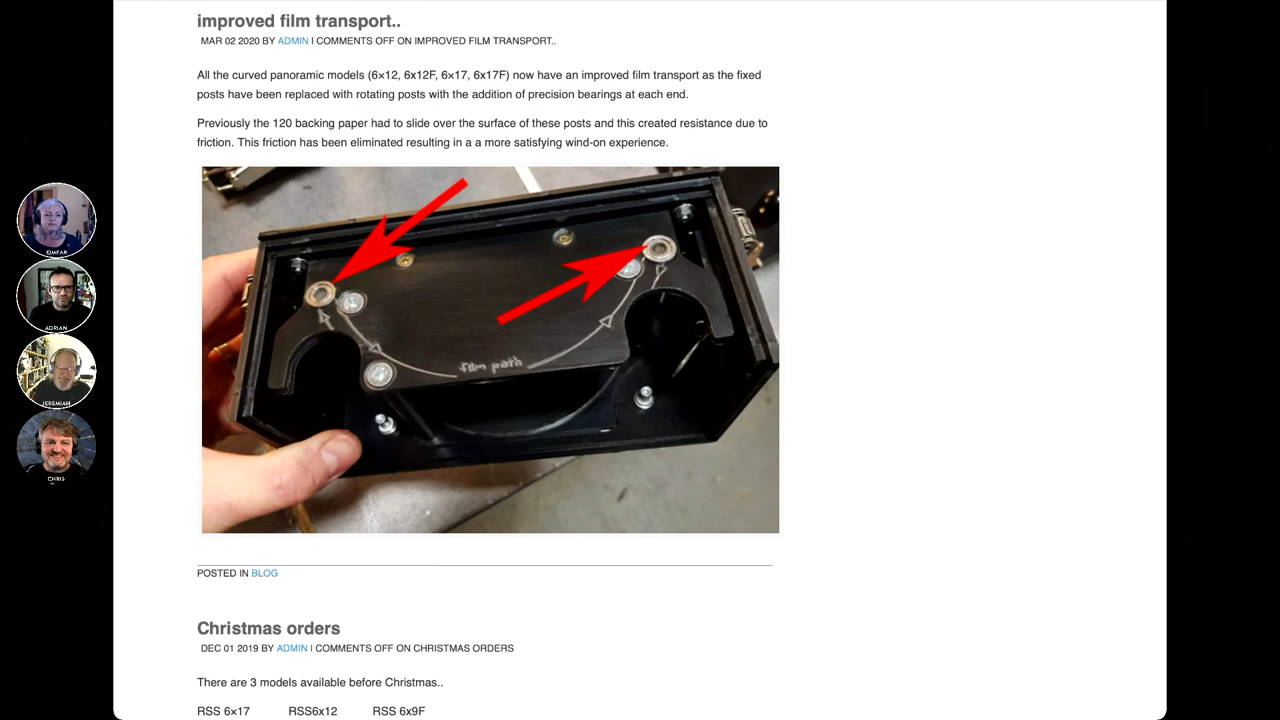 improved film transport..
MAR 02 2020 BY ADMIN | COMMENTS OFF ON IMPROVED FILM TRANSPORT..
All the curved panoramic models (6×12, 6x12F, 6×17, 6x17F) now have an improved film transport as the fixed
posts have been replaced with rotating posts with the addition of precision bearings at each end.
Previously the 120 backing paper had to slide over the surface of these posts and this created resistance due to
friction. This friction has been eliminated resulting in a a more satisfying wind-on experience.
film path
EIMEAR
ADRIAN
JEREMIAH
CHRIS
POSTED IN BLOG
Christmas orders
DEC 01 2019 BY ADMIN | COMMENTS OFF ON CHRISTMAS ORDERS
There are 3 models available before Christmas..
RSS 6×17 RSS6x12 RSS 6x9F